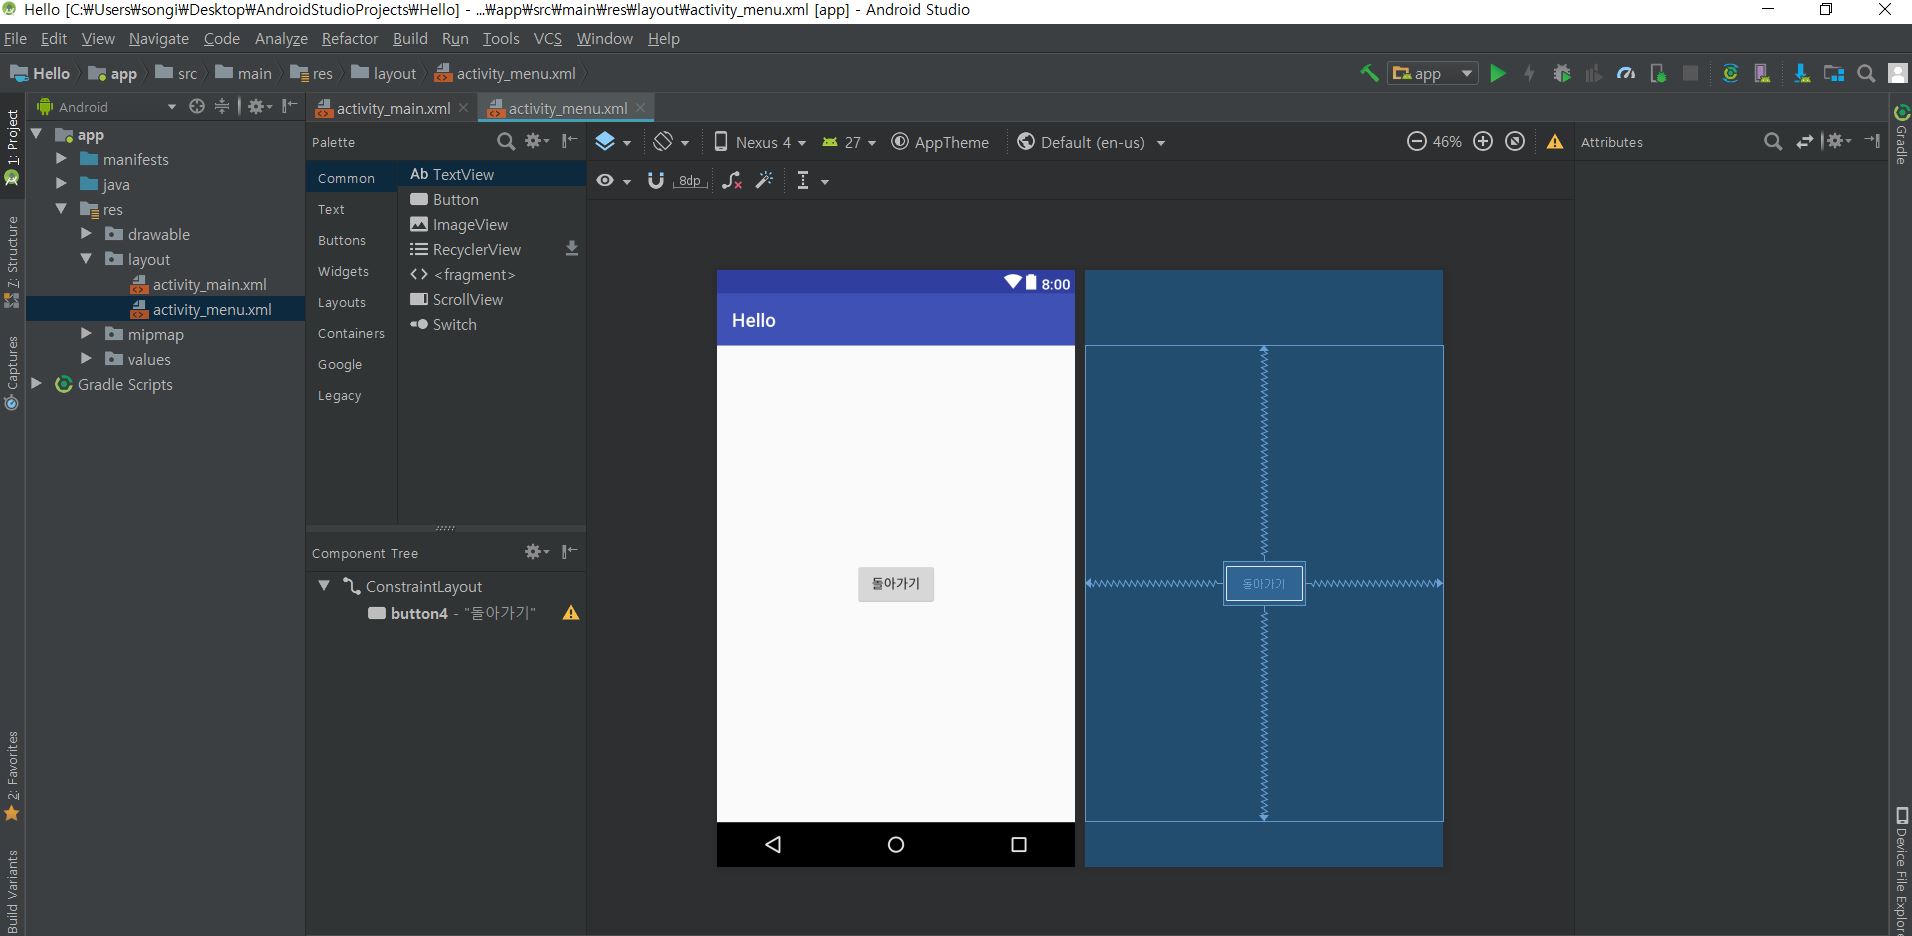 Hello [C:₩Users₩songi₩Desktop₩AndroidStudioProjects₩Hello] - ...₩app₩src₩main₩res₩layout₩activity_menu.xml [app] - Android Studio
File Edit View Navigate Code Analyze Refactor Build Run Tools VCS Window Help
Hello app src main res layout activity_menu.xml app
1: Project
7: Structure
Captures
2: Favorites
Build Variants
Android
app
manifests
java
res
drawable
layout
activity_main.xml
activity_menu.xml
mipmap
values
Gradle Scripts
activity_main.xml activity_menu.xml
Palette
Common
Text
Buttons
Widgets
Layouts
Containers
Google
Legacy
Ab TextView
Button
ImageView
RecyclerView
<fragment>
ScrollView
Switch
Component Tree
ConstraintLayout
button4 - "돌아가기"
Nexus 4 27 AppTheme Default (en-us) 46%
8dp
8:00
Hello
돌아가기
돌아가기
Attributes
Gradle
Device File Explore